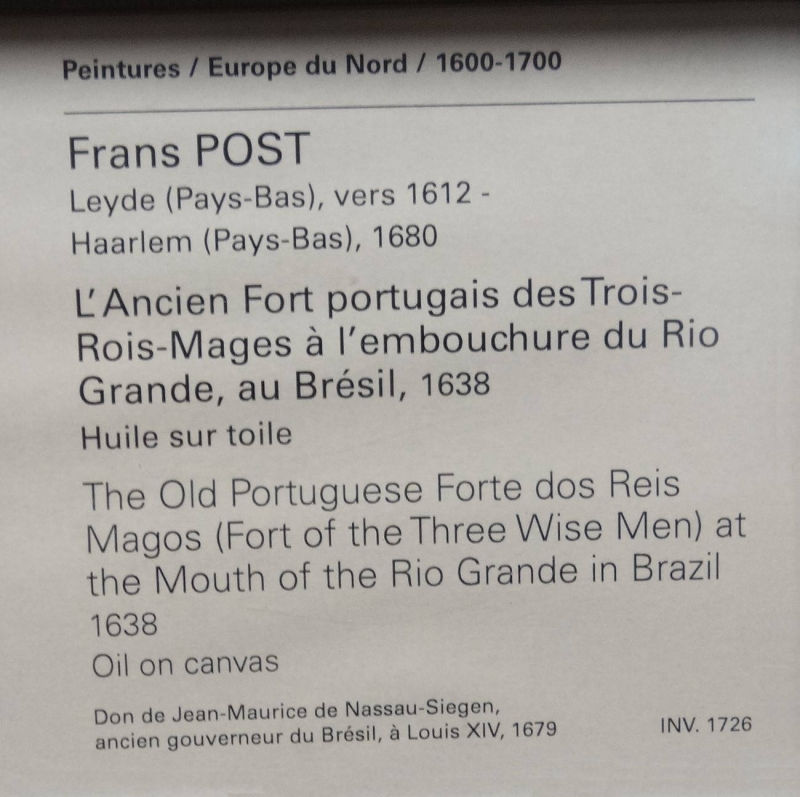 Peintures / Europe du Nord / 1600-1700
Frans POST
Leyde (Pays-Bas), vers 1612 -
Haarlem (Pays-Bas), 1680
L'Ancien Fort portugais des Trois-
Rois-Mages à l'embouchure du Rio
Grande, au Brésil, 1638
Huile sur toile
The Old Portuguese Forte dos Reis
Magos (Fort of the Three Wise Men) at
the Mouth of the Rio Grande in Brazil
1638
Oil on canvas
Don de Jean-Maurice de Nassau-Siegen,
ancien gouverneur du Brésil, à Louis XIV, 1679
INV. 1726